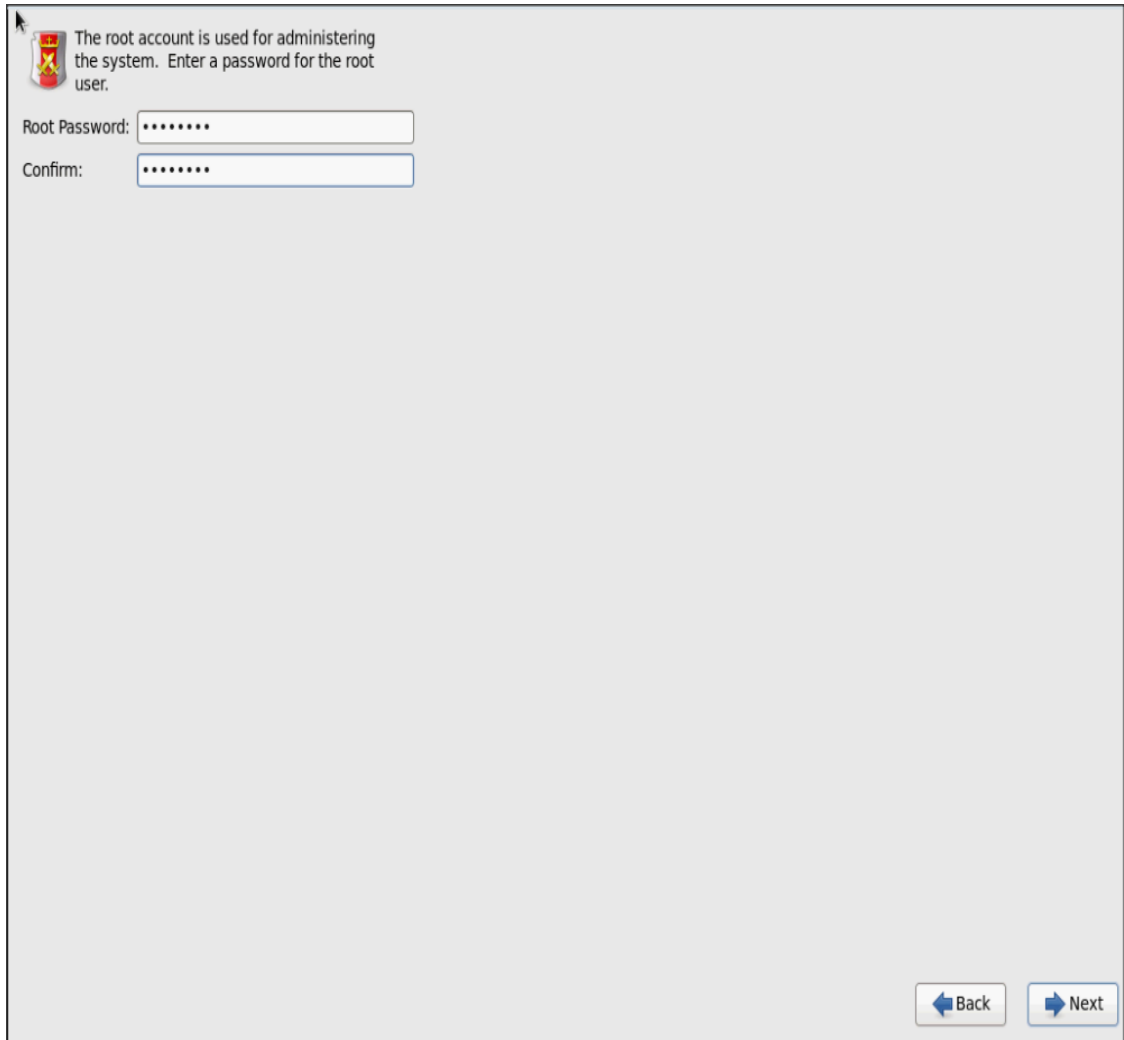 The root account is used for administering
the system.  Enter a password for the root
user.
Root Password: ••••••••
Confirm: ••••••••
Back Next